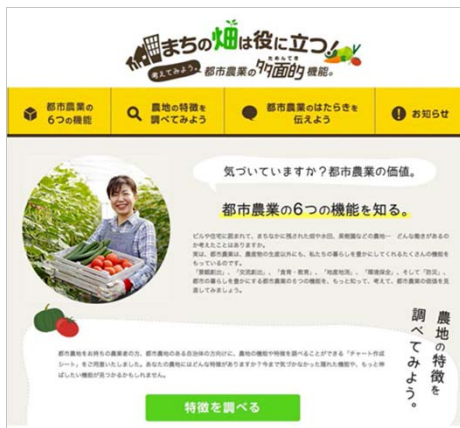 まちの畑は役に立つ!
考えてみよう。都市農業の多面的機能。
ためんてき
都市農業の
6つの機能
農地の特徴を
調べてみよう
都市農業のはたらきを
伝えよう
お知らせ
気づいていますか?都市農業の価値。
都市農業の6つの機能を知る。
ビルや住宅に囲まれて、まちなかに残された畑や水田、果樹園などの農地… どんな働きがあるの
か考えたことはありますか。
実は、都市農業は、農産物の生産以外にも、私たちの暮らしを豊かにしてくれるたくさんの機能を
もっているのです。
「景観創出」、「交流創出」、「食育・教育」、「地産地消」、「環境保全」、そして「防災」。
都市の暮らしを豊かにする都市農業の6つの機能を、もっと知って、考えて、都市農業の価値を見
直してみましょう。
農地の特徴を
調べてみよう。
都市農地をお持ちの農業者の方、都市農地のある自治体の方向けに、農地の機能や特徴を調べることができる「チャート作成
シート」をご用意いたしました。あなたの農地にはどんな特徴がありますか?今まで気づかなかった隠れた機能や、もっと伸
ばしたい機能が見つかるかもしれません。
特徴を調べる